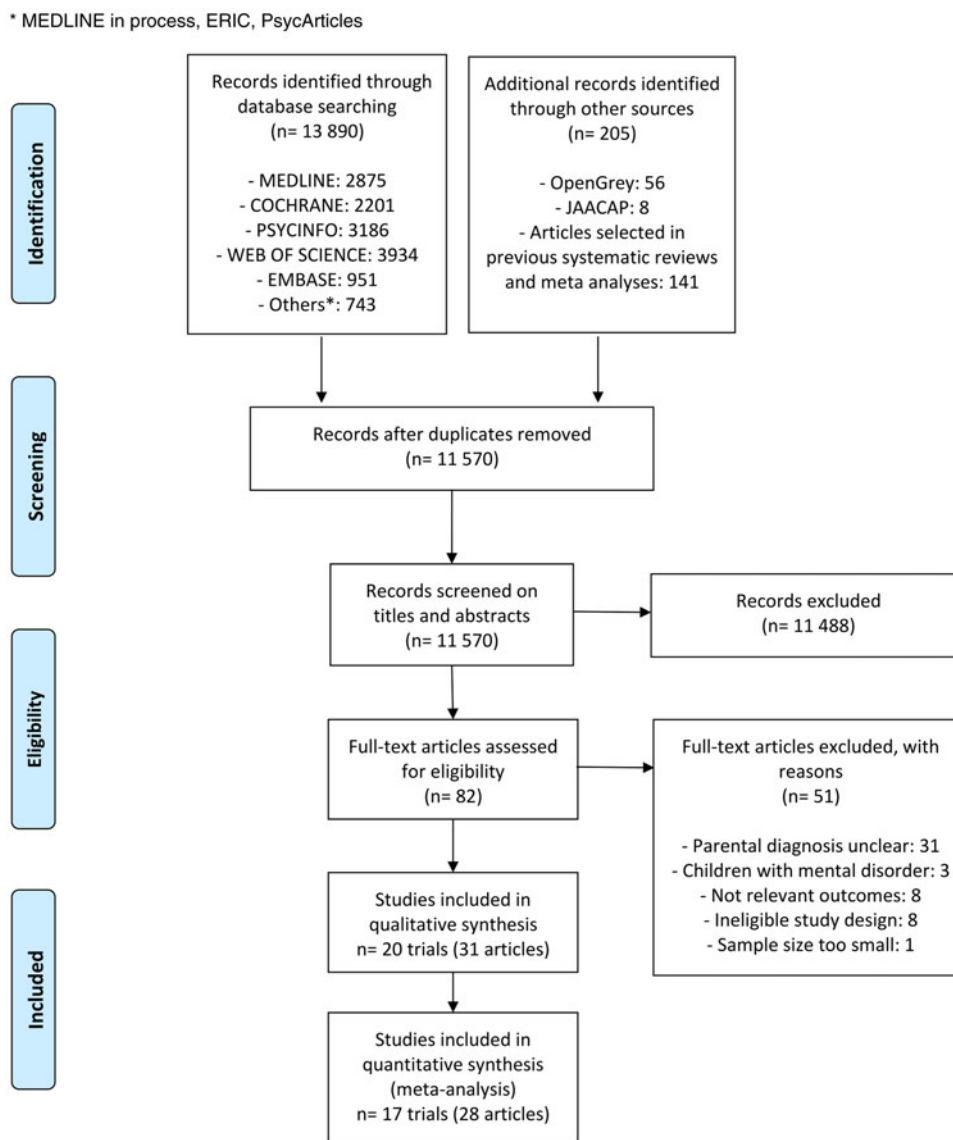 * MEDLINE in process, ERIC, PsycArticles
Identification
Records identified through
database searching
(n= 13 890)
- MEDLINE: 2875
- COCHRANE: 2201
- PSYCINFO: 3186
- WEB OF SCIENCE: 3934
- EMBASE: 951
- Others*: 743
Additional records identified
through other sources
(n= 205)
- OpenGrey: 56
- JAACAP: 8
- Articles selected in
previous systematic reviews
and meta analyses: 141
Screening
Records after duplicates removed
(n= 11 570)
Records screened on
titles and abstracts
(n= 11 570)
Records excluded
(n= 11 488)
Eligibility
Full-text articles assessed
for eligibility
(n= 82)
Full-text articles excluded, with
reasons
(n= 51)
- Parental diagnosis unclear: 31
- Children with mental disorder: 3
- Not relevant outcomes: 8
- Ineligible study design: 8
- Sample size too small: 1
Included
Studies included in
qualitative synthesis
n= 20 trials (31 articles)
Studies included in
quantitative synthesis
(meta-analysis)
n= 17 trials (28 articles)